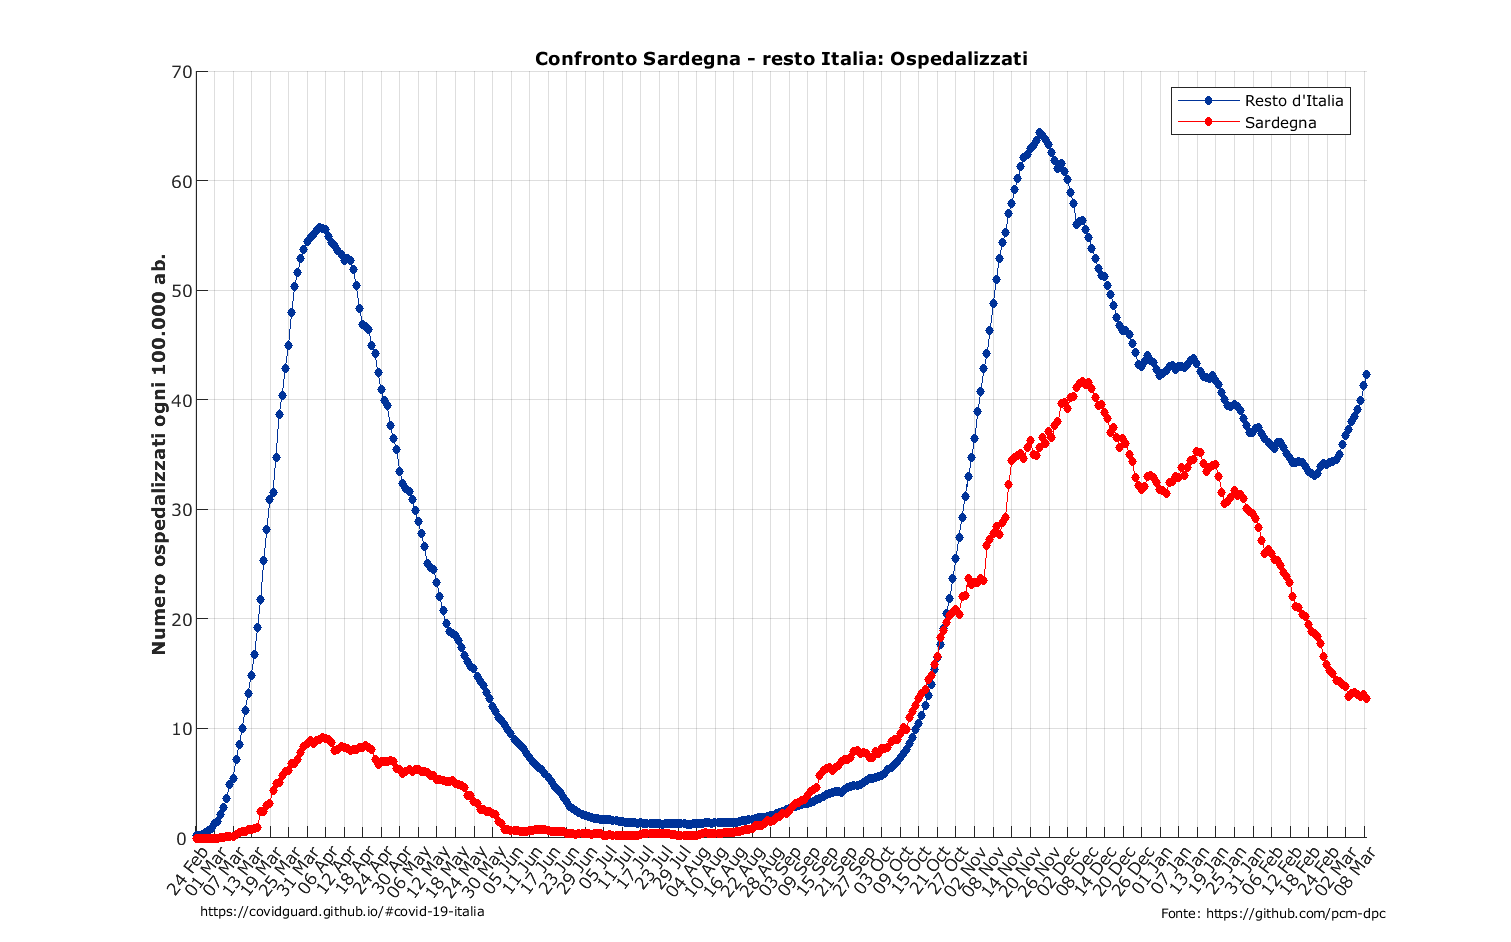 Confronto Sardegna - resto Italia: Ospedalizzati
Resto d'Italia
Sardegna
Numero ospedalizzati ogni 100.000 ab.
70
60
50
40
30
20
10
0
24 Feb
01 Mar
07 Mar
13 Mar
19 Mar
25 Mar
31 Mar
06 Apr
12 Apr
18 Apr
24 Apr
30 Apr
06 May
12 May
18 May
24 May
30 May
05 Jun
11 Jun
17 Jun
23 Jun
29 Jun
05 Jul
11 Jul
17 Jul
23 Jul
29 Jul
04 Aug
10 Aug
16 Aug
22 Aug
28 Aug
03 Sep
09 Sep
15 Sep
21 Sep
27 Sep
03 Oct
09 Oct
15 Oct
21 Oct
27 Oct
02 Nov
08 Nov
14 Nov
20 Nov
26 Nov
02 Dec
08 Dec
14 Dec
20 Dec
26 Dec
01 Jan
07 Jan
13 Jan
19 Jan
25 Jan
31 Jan
06 Feb
12 Feb
18 Feb
24 Feb
02 Mar
08 Mar
https://covidguard.github.io/#covid-19-italia
Fonte: https://github.com/pcm-dpc